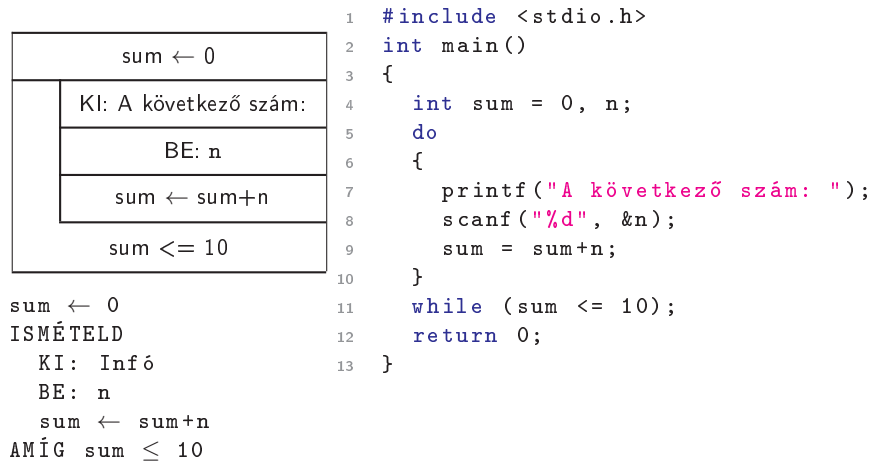 sum ← 0
KI: A következő szám:
BE: n
sum ← sum+n
sum <= 10
sum ← 0
ISMÉTELD
KI: Infó
BE: n
sum ← sum+n
AMÍG sum ≤ 10
1 #include <stdio.h>
2 int main()
3 {
4 int sum = 0, n;
5 do
6 {
7 printf("A következő szám: ");
8 scanf("%d", &n);
9 sum = sum+n;
10 }
11 while (sum <= 10);
12 return 0;
13 }